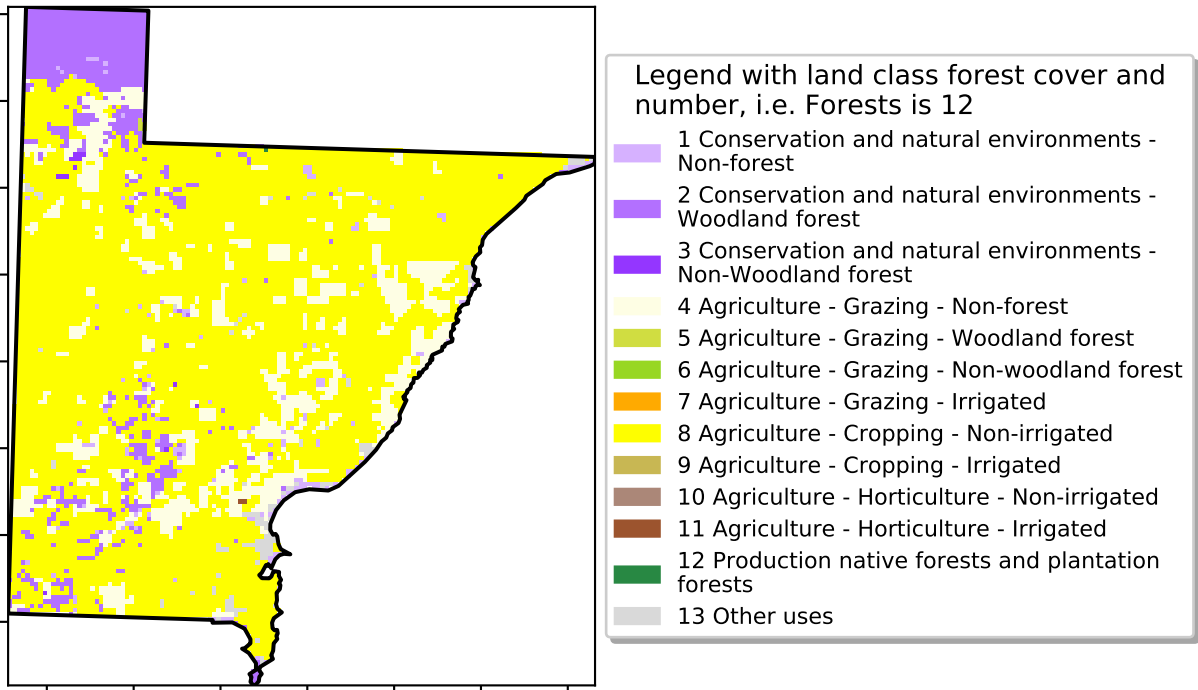 Legend with land class forest cover and
number, i.e. Forests is 12
1 Conservation and natural environments -
Non-forest
2 Conservation and natural environments -
Woodland forest
3 Conservation and natural environments -
Non-Woodland forest
4 Agriculture - Grazing - Non-forest
5 Agriculture - Grazing - Woodland forest
6 Agriculture - Grazing - Non-woodland forest
7 Agriculture - Grazing - Irrigated
8 Agriculture - Cropping - Non-irrigated
9 Agriculture - Cropping - Irrigated
10 Agriculture - Horticulture - Non-irrigated
11 Agriculture - Horticulture - Irrigated
12 Production native forests and plantation
forests
13 Other uses